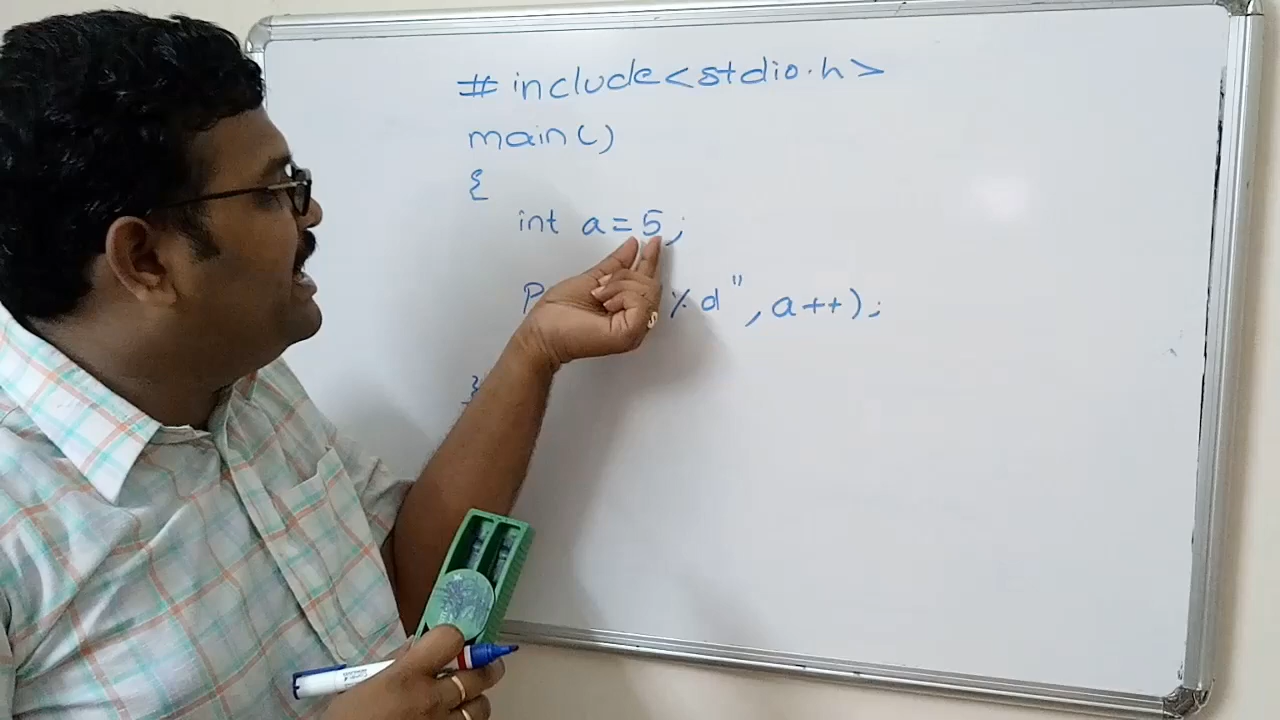 #include<stdio.h>
main()
{
int a=5;
P %d", a++);
}